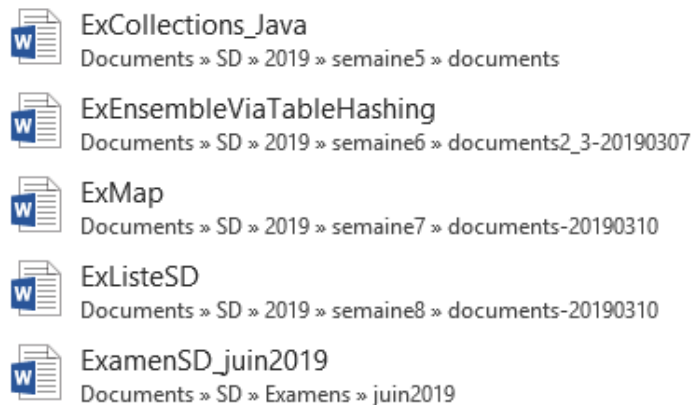 ExCollections_Java
Documents » SD » 2019 » semaine5 » documents
ExEnsembleViaTableHashing
Documents » SD » 2019 » semaine6 » documents2_3-20190307
ExMap
Documents » SD » 2019 » semaine7 » documents-20190310
ExListeSD
Documents » SD » 2019 » semaine8 » documents-20190310
ExamenSD_juin2019
Documents » SD » Examens » juin2019